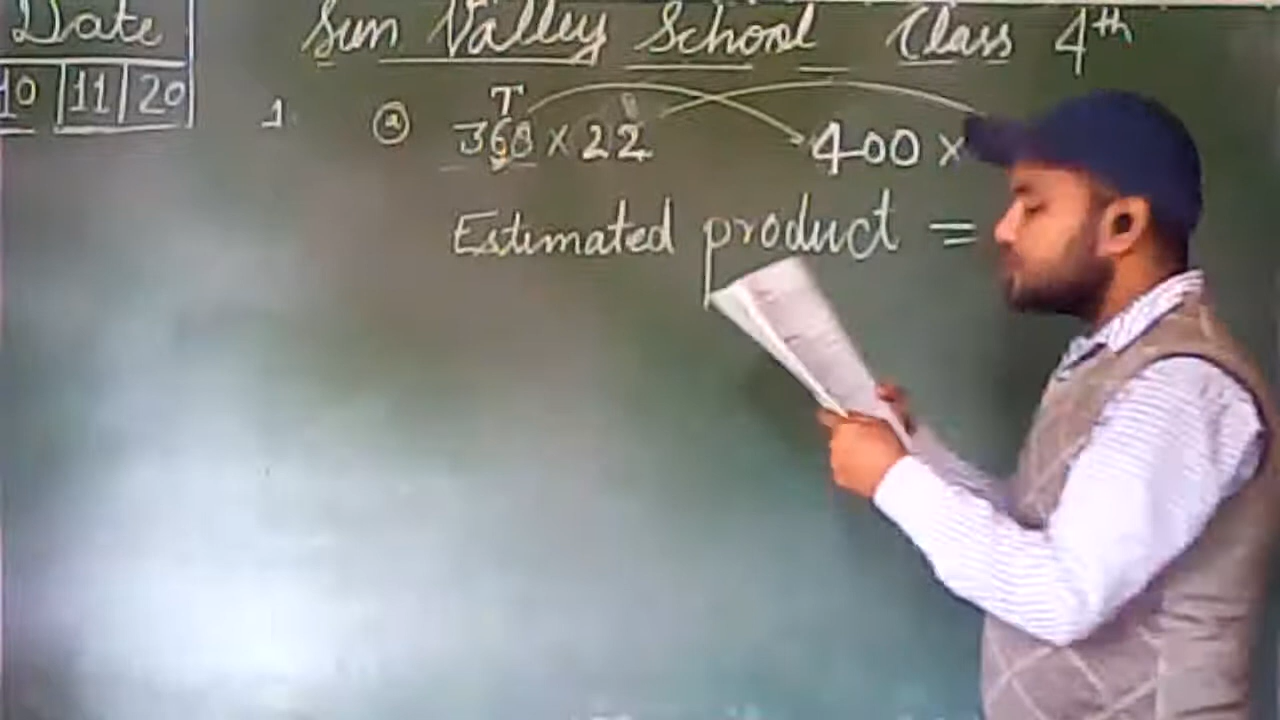 Date
10 11 20
Sun Valley School Class 4th
T
1. a 368 × 22 400 ×
Estimated product =